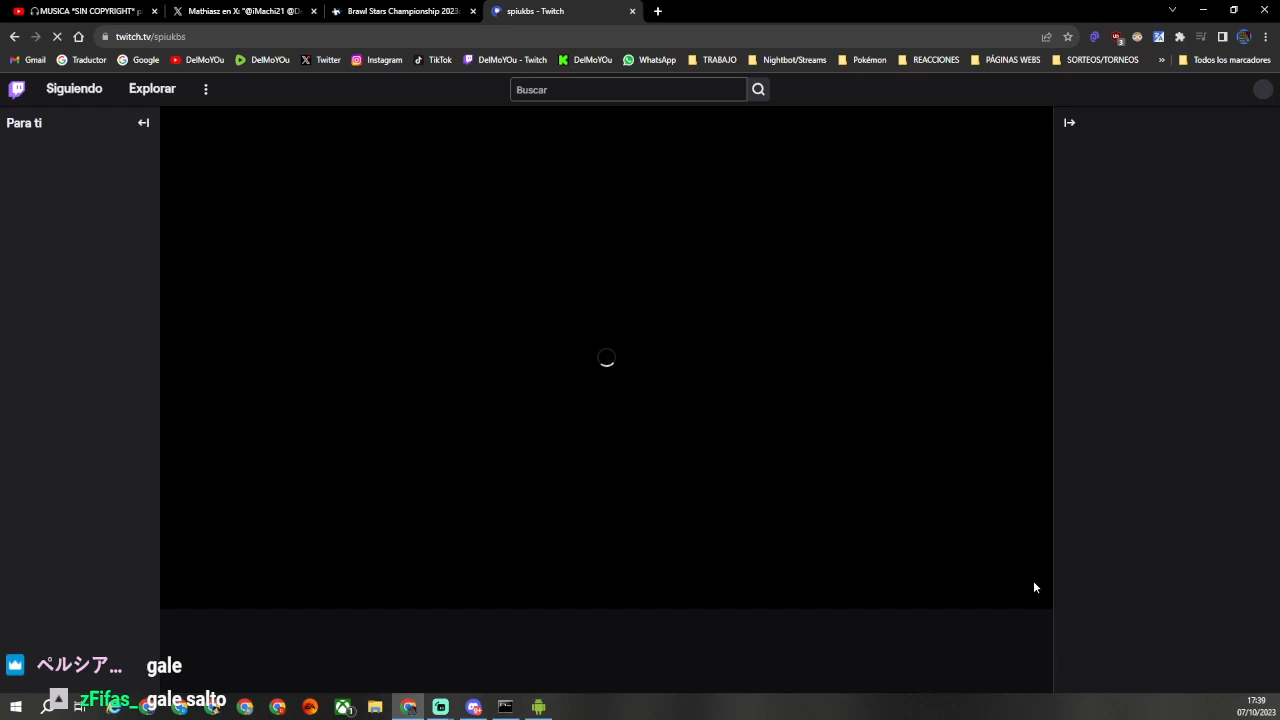 🎧MUSICA *SIN COPYRIGHT* p
Mathiasz en X: "@iMachi21 @D
Brawl Stars Championship 2023
spiukbs - Twitch
twitch.tv/spiukbs
Gmail
Traductor
Google
DelMoYOu
DelMoYOu
Twitter
Instagram
TikTok
DelMoYOu - Twitch
DelMoYOu
WhatsApp
TRABAJO
Nightbot/Streams
Pokémon
REACCIONES
PÁGINAS WEBS
SORTEOS/TORNEOS
»
Todos los marcadores
Siguiendo
Explorar
Buscar
Para ti
ペルシア... gale
zFifas_ gale salto
17:39
07/10/2023